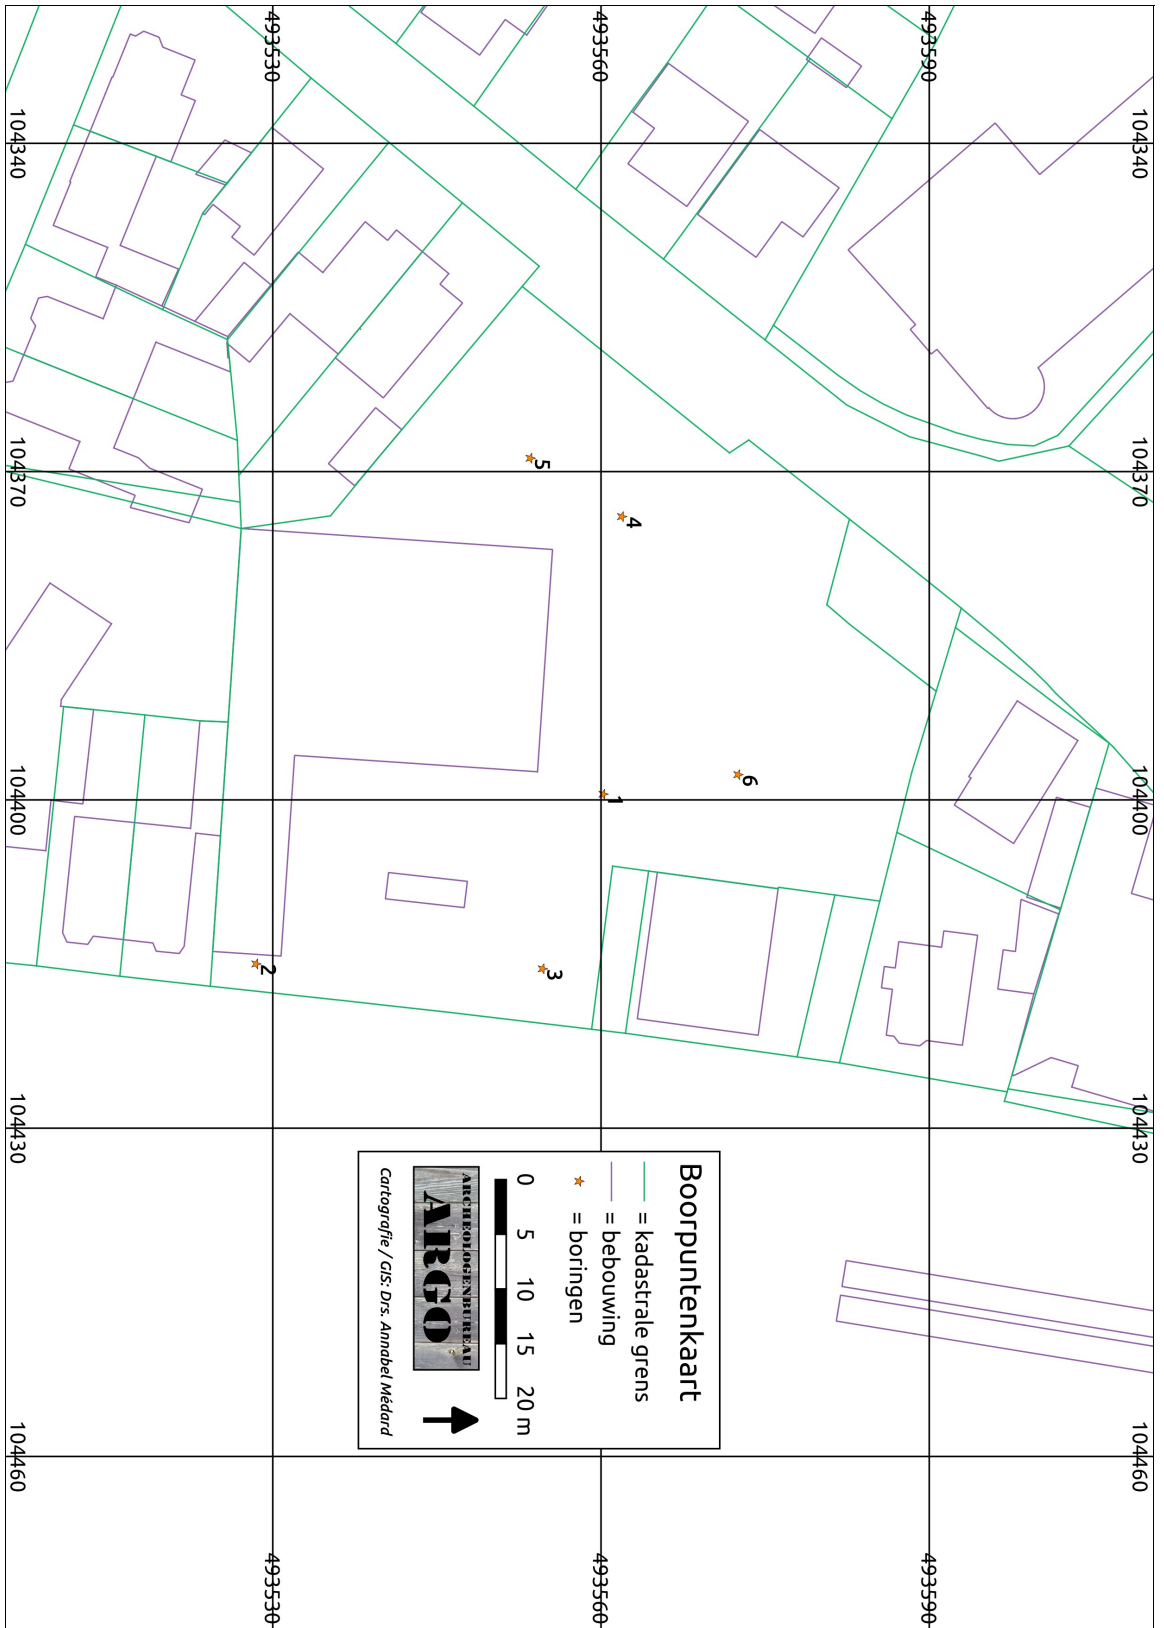 104340
104370
104400
104430
104460
493590
493590
493560
493560
493530
493530
104340
104370
104400
104430
104460
6
4
1
5
3
2
Boorpuntenkaart
= kadastrale grens
= bebouwing
= boringen
0 5 10 15 20 m
ARCHEOLOGENBUREAU
ARGO
Cartografie / GIS: Drs. Annabel Médard